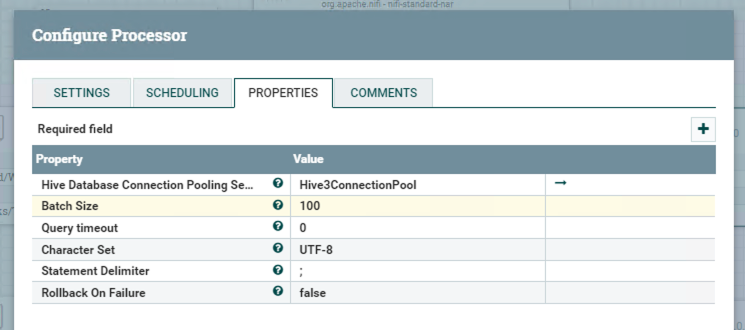 org.apache.nifi - nifi-standard-nar
Configure Processor
SETTINGS SCHEDULING PROPERTIES COMMENTS
Required field
Property Value
Hive Database Connection Pooling Se... Hive3ConnectionPool
Batch Size 100
Query timeout 0
Character Set UTF-8
Statement Delimiter ;
Rollback On Failure false